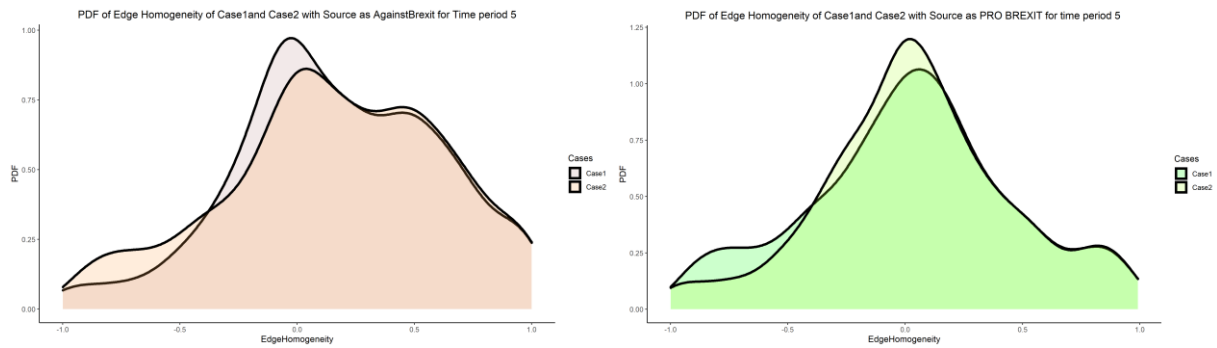 PDF of Edge Homogeneity of Case1and Case2 with Source as AgainstBrexit for Time period 5
1.00
0.75
0.50
0.25
0.00
PDF
-1.0
-0.5
0.0
0.5
1.0
EdgeHomogeneity
Cases
Case1
Case2
PDF of Edge Homogeneity of Case1and Case2 with Source as PRO BREXIT for time period 5
1.25
1.00
0.75
0.50
0.25
0.00
PDF
-1.0
-0.5
0.0
0.5
1.0
EdgeHomogeneity
Cases
Case1
Case2